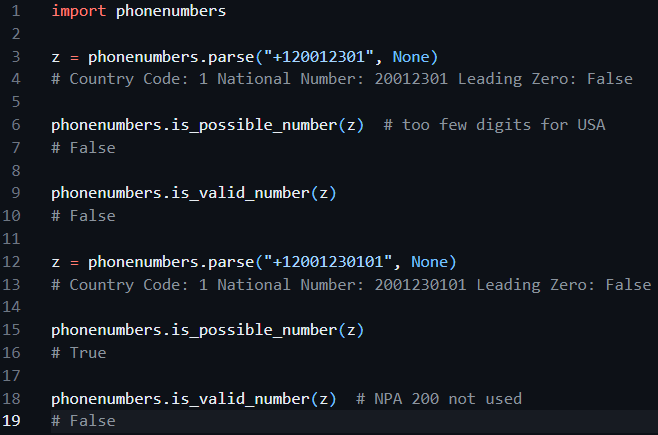 1 import phonenumbers
2
3 z = phonenumbers.parse("+120012301", None)
4 # Country Code: 1 National Number: 20012301 Leading Zero: False
5
6 phonenumbers.is_possible_number(z)  # too few digits for USA
7 # False
8
9 phonenumbers.is_valid_number(z)
10 # False
11
12 z = phonenumbers.parse("+12001230101", None)
13 # Country Code: 1 National Number: 2001230101 Leading Zero: False
14
15 phonenumbers.is_possible_number(z)
16 # True
17
18 phonenumbers.is_valid_number(z)  # NPA 200 not used
19 # False